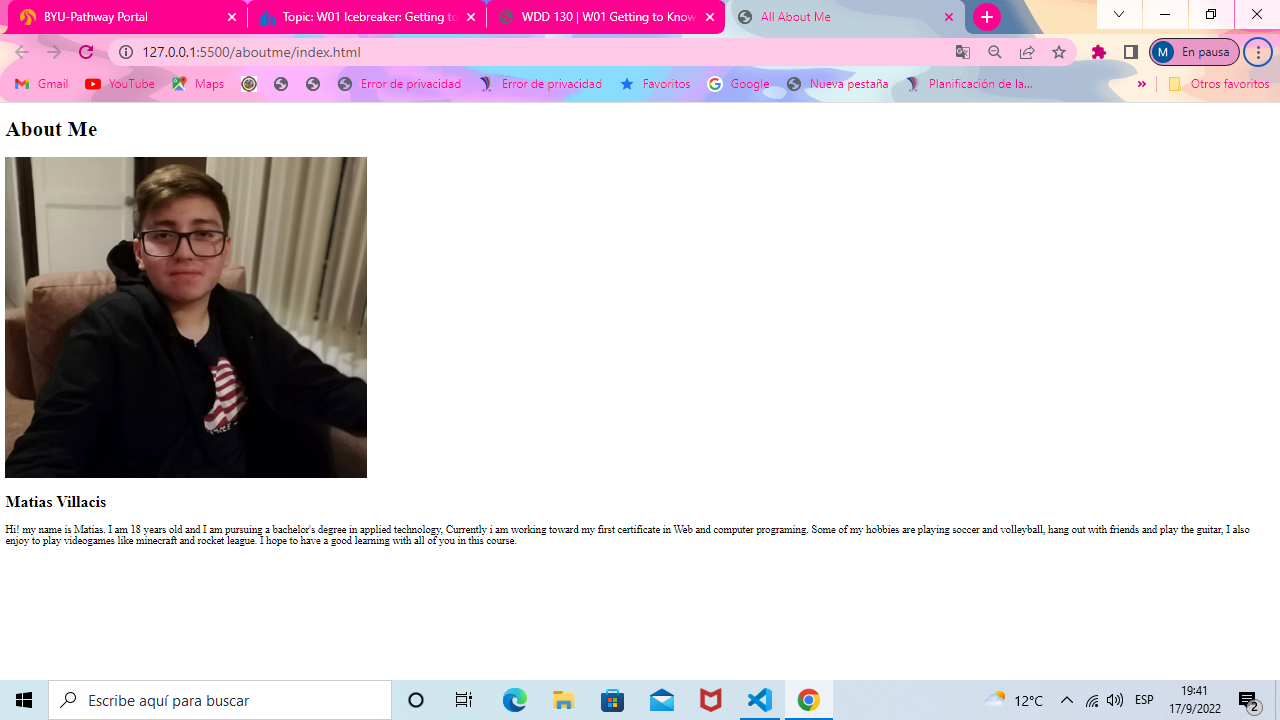 BYU-Pathway Portal
Topic: W01 Icebreaker: Getting to
WDD 130 | W01 Getting to Know
All About Me
127.0.0.1:5500/aboutme/index.html
M En pausa
Gmail YouTube Maps Error de privacidad Error de privacidad Favoritos Google Nueva pestaña Planificación de la... » Otros favoritos
About Me
Matias Villacis
Hi! my name is Matias. I am 18 years old and I am pursuing a bachelor's degree in applied technology, Currently i am working toward my first certificate in Web and computer programing. Some of my hobbies are playing soccer and volleyball, hang out with friends and play the guitar, I also
enjoy to play videogames like minecraft and rocket league. I hope to have a good learning with all of you in this course.
Escribe aquí para buscar
12°C
ESP
19:41
17/9/2022
2